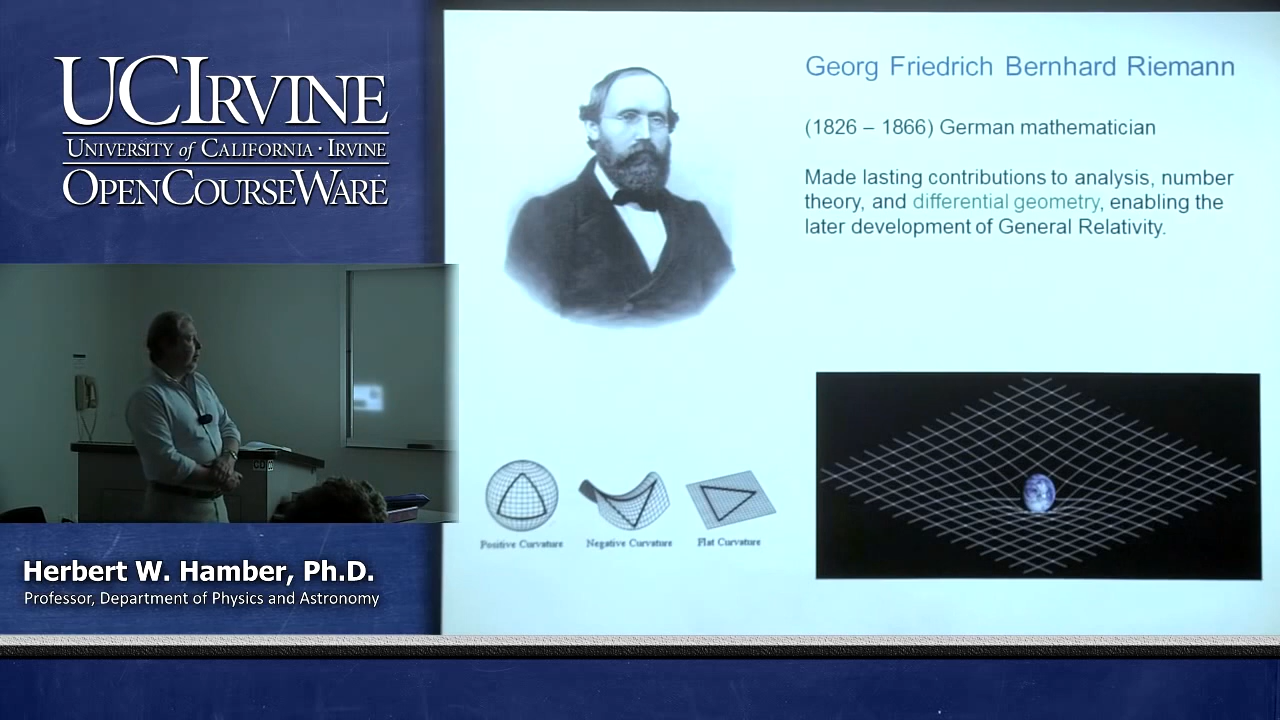 UCIRVINE
UNIVERSITY of CALIFORNIA · IRVINE
OPENCOURSEWARE
Georg Friedrich Bernhard Riemann
(1826 – 1866) German mathematician
Made lasting contributions to analysis, number
theory, and differential geometry, enabling the
later development of General Relativity.
Positive Curvature
Negative Curvature
Flat Curvature
Herbert W. Hamber, Ph.D.
Professor, Department of Physics and Astronomy